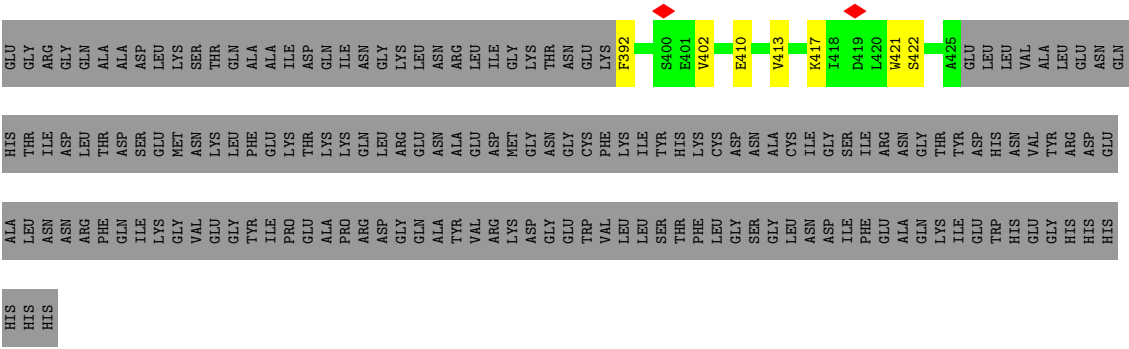 GLU GLY ARG GLY GLN ALA ALA ASP LEU LYS SER THR GLN ALA ALA ILE ASP GLN ILE ASN GLY LYS LEU ASN ARG LEU ILE GLY LYS THR ASN GLU LYS F392 S400 E401 V402 E410 V413 K417 I418 D419 L420 W421 S422 A425 GLU LEU LEU VAL ALA LEU GLU ASN GLN
HIS THR ILE ASP LEU THR ASP SER GLU MET ASN LYS LEU PHE GLU LYS THR LYS LYS GLN LEU ARG GLU ASN ALA GLU ASP MET GLY ASN GLY CYS PHE LYS ILE TYR HIS LYS CYS ASP ASN ALA CYS ILE GLY SER ILE ARG ASN GLY THR TYR ASP HIS ASN VAL TYR ARG ASP GLU
ALA LEU ASN ASN ARG PHE GLN ILE LYS GLY VAL GLU GLY TYR ILE PRO GLU ALA PRO ARG ASP GLY GLN ALA TYR VAL ARG LYS ASP GLY GLU TRP VAL LEU LEU SER THR PHE LEU GLY SER GLY LEU ASN ASP ILE PHE GLU ALA GLN LYS ILE GLU TRP HIS GLU GLY HIS HIS HIS
HIS HIS HIS